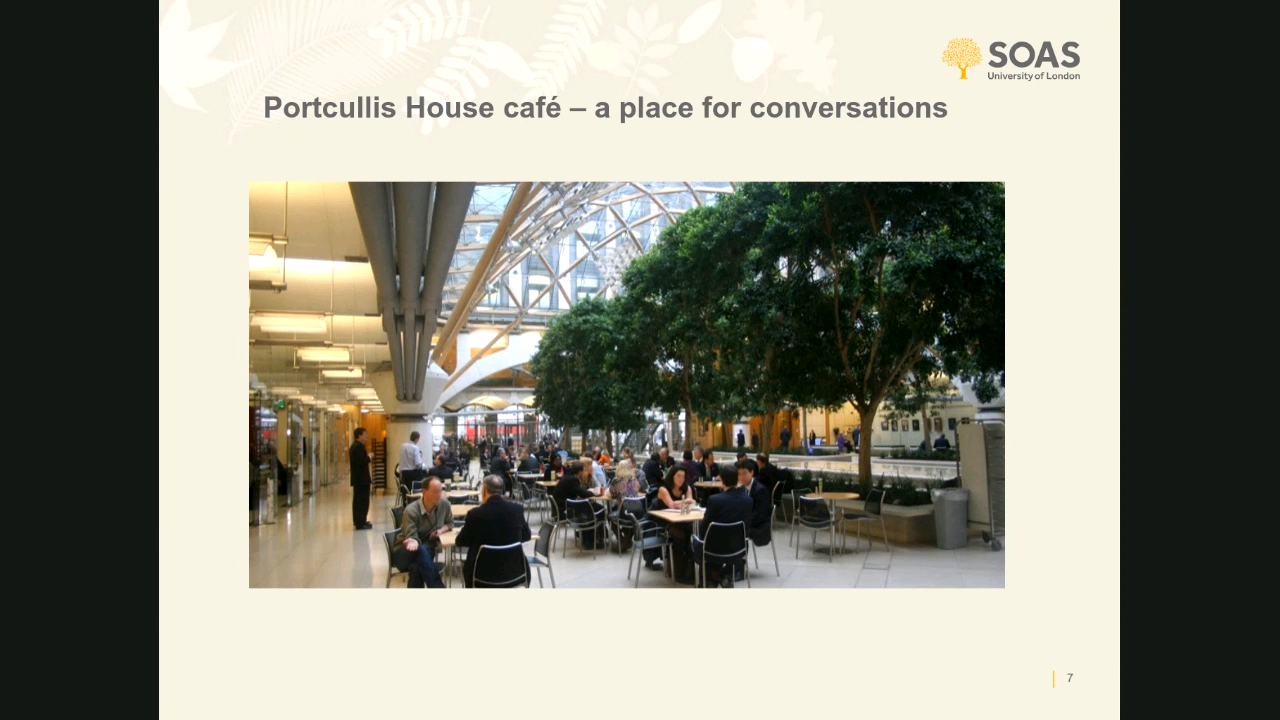 SOAS
University of London
Portcullis House café – a place for conversations
7